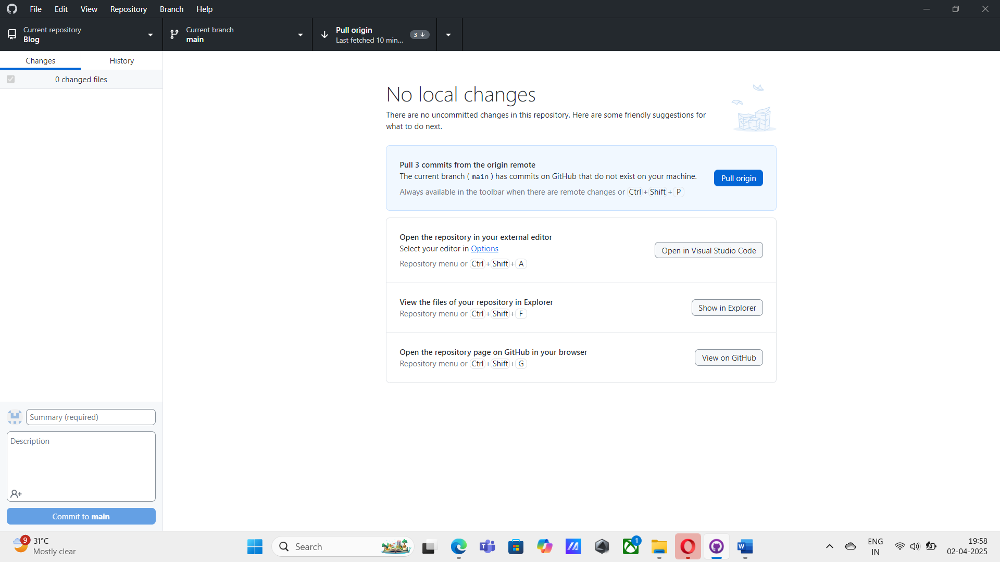 File Edit View Repository Branch Help
Current repository
Blog
Current branch
main
Pull origin
Last fetched 10 min...
3
Changes
History
0 changed files
No local changes
There are no uncommitted changes in this repository. Here are some friendly suggestions for
what to do next.
Pull 3 commits from the origin remote
The current branch ( main ) has commits on GitHub that do not exist on your machine.
Always available in the toolbar when there are remote changes or Ctrl + Shift + P
Pull origin
Open the repository in your external editor
Select your editor in Options
Repository menu or Ctrl + Shift + A
Open in Visual Studio Code
View the files of your repository in Explorer
Repository menu or Ctrl + Shift + F
Show in Explorer
Open the repository page on GitHub in your browser
Repository menu or Ctrl + Shift + G
View on GitHub
Summary (required)
Description
Commit to main
9
31°C
Mostly clear
Search
1
W
ENG
IN
19:58
02-04-2025